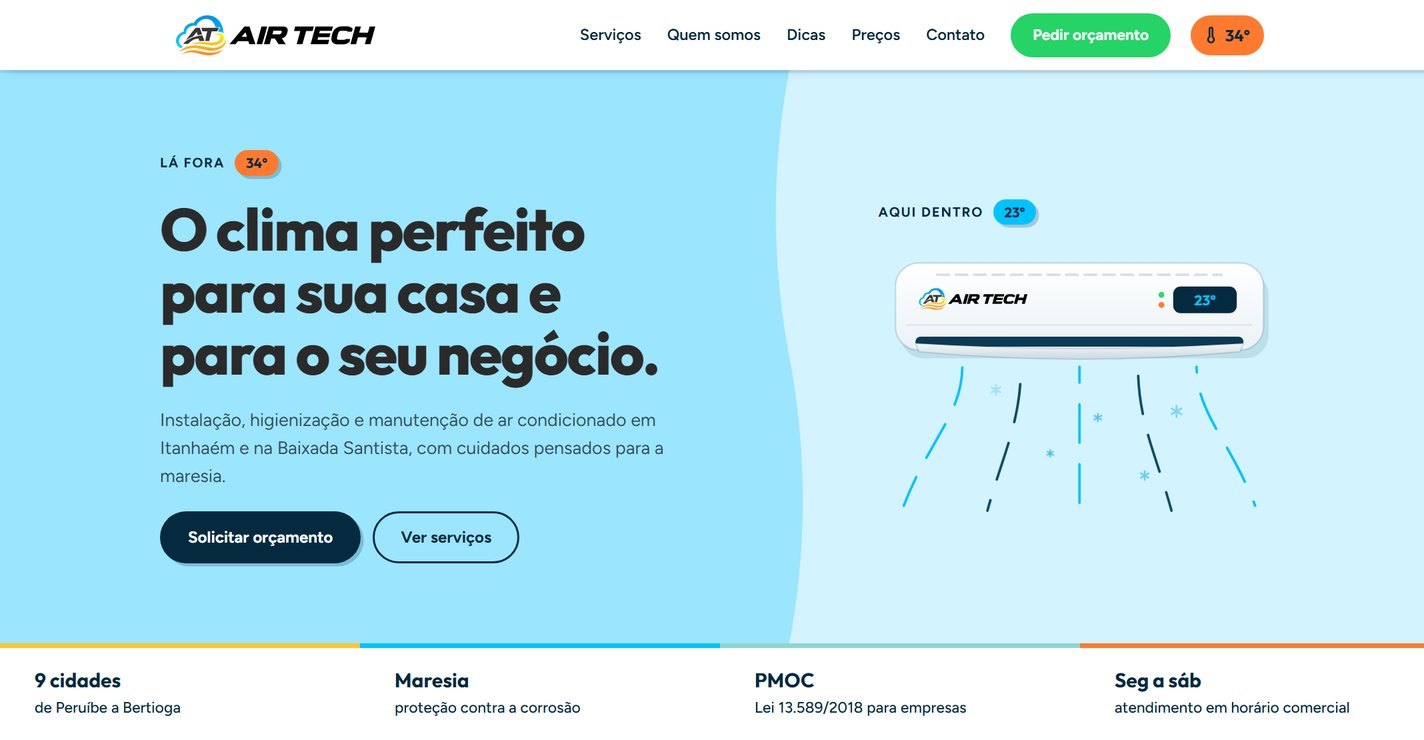 AT AIR TECH
Serviços
Quem somos
Dicas
Preços
Contato
Pedir orçamento
34°
LÁ FORA 34°
O clima perfeito
para sua casa e
para o seu negócio.
Instalação, higienização e manutenção de ar condicionado em
Itanhaém e na Baixada Santista, com cuidados pensados para a
maresia.
Solicitar orçamento
Ver serviços
AQUI DENTRO 23°
AT AIR TECH
23°
9 cidades
de Peruíbe a Bertioga
Maresia
proteção contra a corrosão
PMOC
Lei 13.589/2018 para empresas
Seg a sáb
atendimento em horário comercial